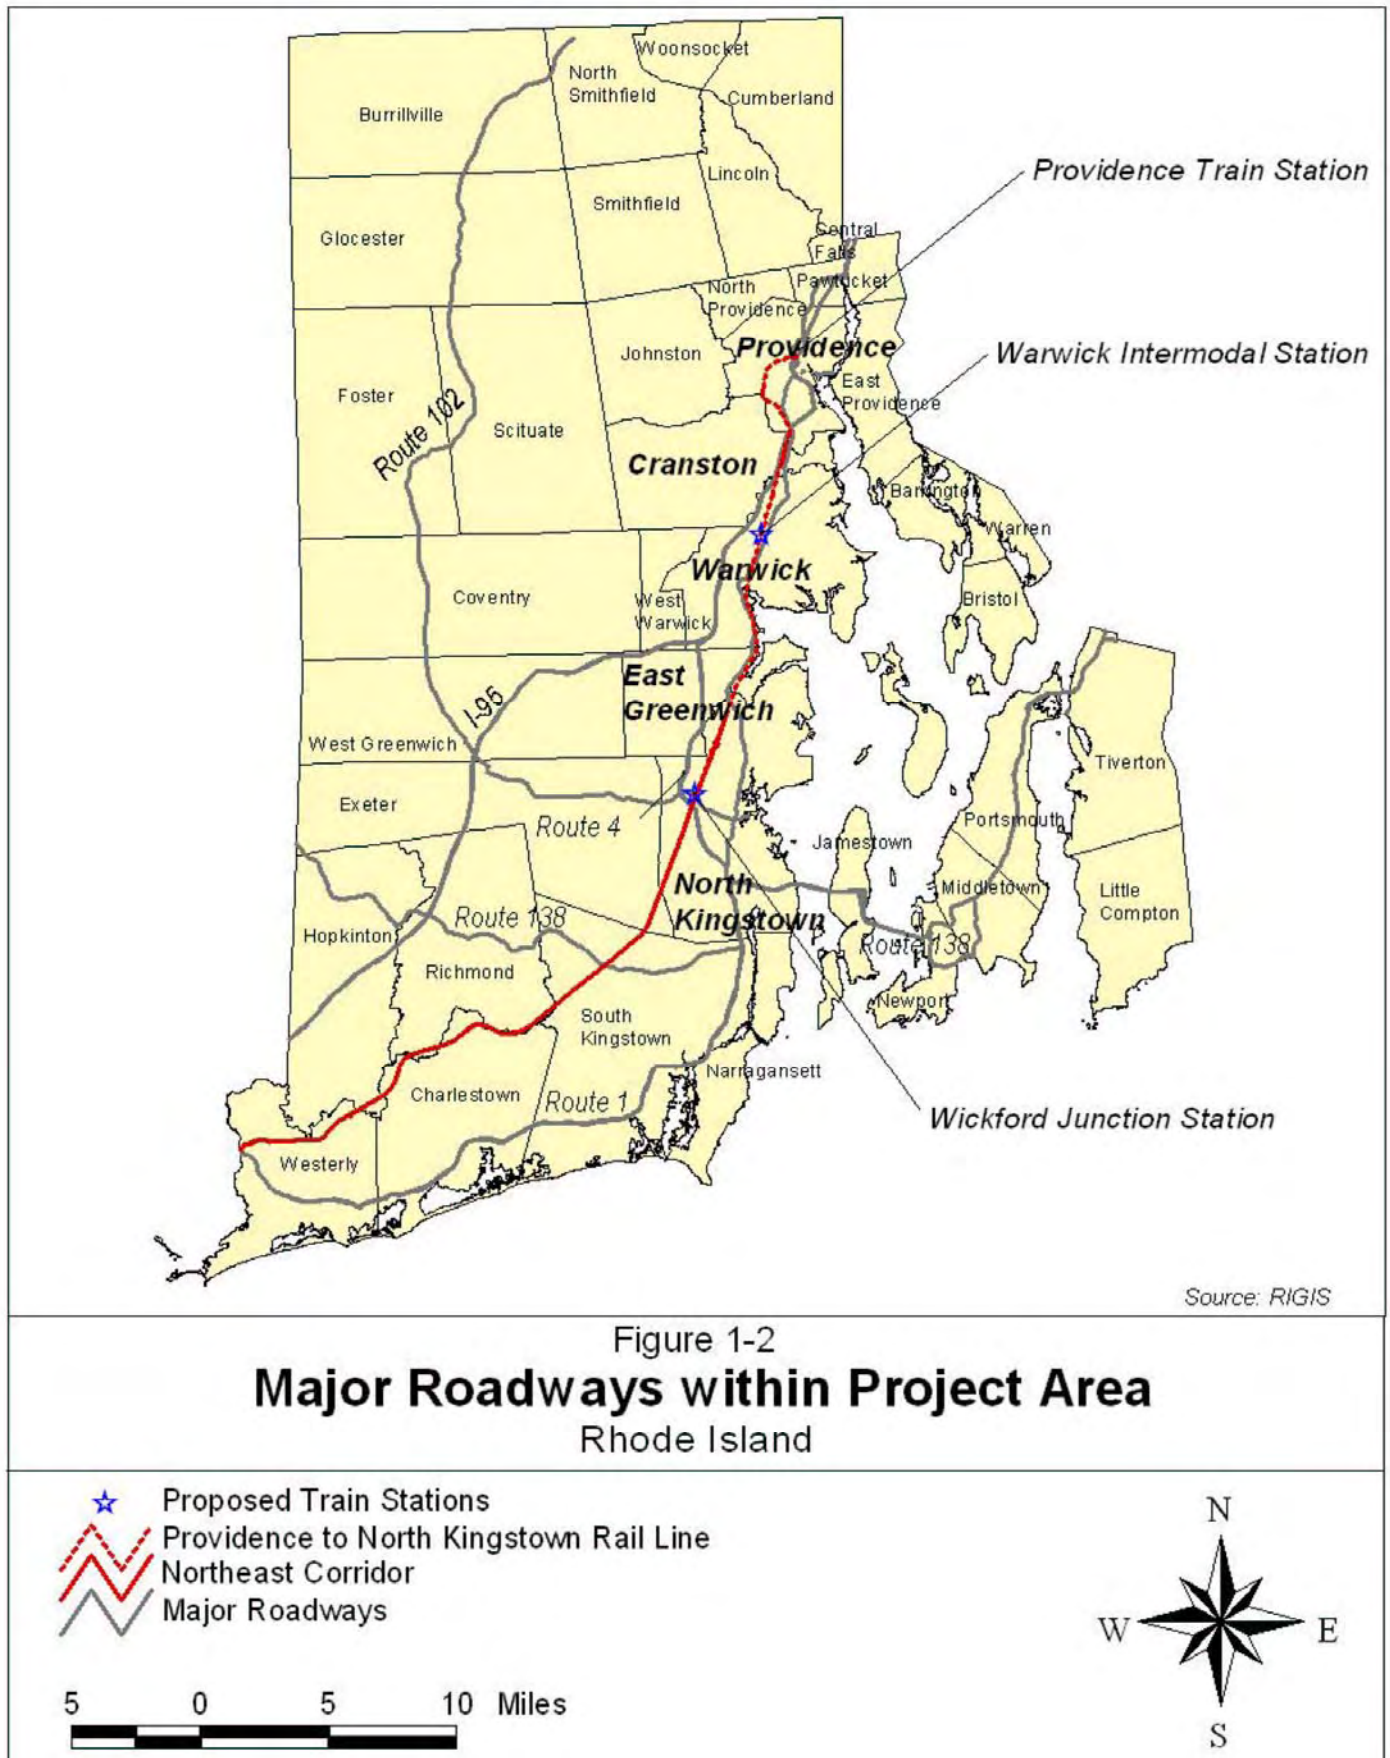 Woonsocket
North
Smithfield
Cumberland
Burrillville
Providence Train Station
Lincoln
Smithfield
Glocester
Central
Falls
Pawtucket
North
Providence
Providence
Johnston
Warwick Intermodal Station
East
Providence
Foster
Route 102
Scituate
Cranston
Barrington
Warren
Warwick
Coventry
West
Warwick
Bristol
East
Greenwich
I-95
West Greenwich
Tiverton
Exeter
Route 4
Portsmouth
Jamestown
North
Kingstown
Middletown
Little
Compton
Route 138
Hopkinton
Route 138
Richmond
Newport
South
Kingstown
Narragansett
Charlestown
Route 1
Wickford Junction Station
Westerly
Source: RIGIS
Figure 1-2
Major Roadways within Project Area
Rhode Island
Proposed Train Stations
Providence to North Kingstown Rail Line
Northeast Corridor
Major Roadways
N
W E
S
5 0 5 10 Miles